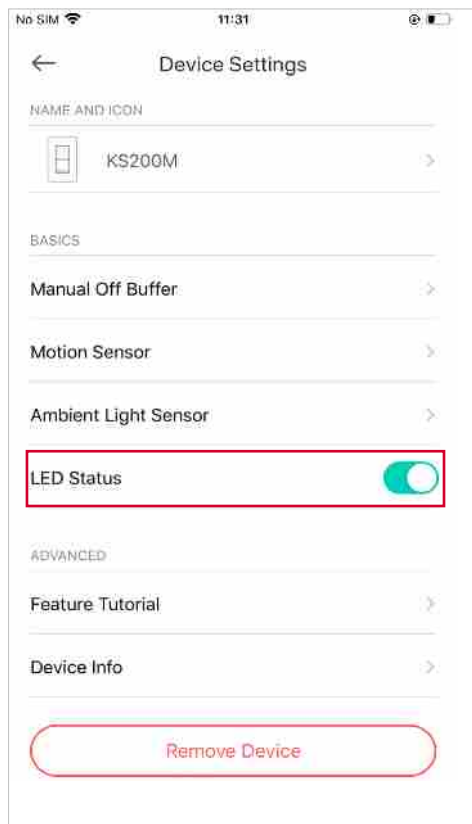 No SIM 11:31
Device Settings
NAME AND ICON
KS200M
BASICS
Manual Off Buffer
Motion Sensor
Ambient Light Sensor
LED Status
ADVANCED
Feature Tutorial
Device Info
Remove Device